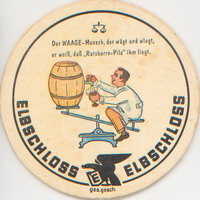 Der WAAGE-Mensch, der wägt und wiegt,
er weiß, daß „Ratsherrn-Pils" ihm liegt.
ELBSCHLOSS
ELBSCHLOSS
ges. gesch.